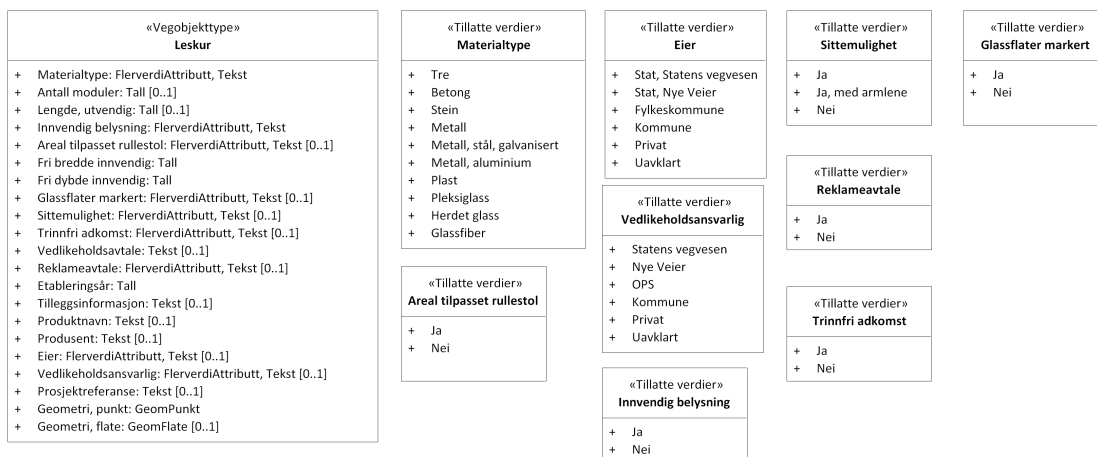 «Vegobjekttype»
Leskur
+ Materialtype: FlerverdiAttributt, Tekst
+ Antall moduler: Tall [0..1]
+ Lengde, utvendig: Tall [0..1]
+ Innvendig belysning: FlerverdiAttributt, Tekst
+ Areal tilpasset rullestol: FlerverdiAttributt, Tekst [0..1]
+ Fri bredde innvendig: Tall
+ Fri dybde innvendig: Tall
+ Glassflater markert: FlerverdiAttributt, Tekst [0..1]
+ Sittemulighet: FlerverdiAttributt, Tekst [0..1]
+ Trinnfri adkomst: FlerverdiAttributt, Tekst [0..1]
+ Vedlikeholdsavtale: Tekst [0..1]
+ Reklameavtale: FlerverdiAttributt, Tekst [0..1]
+ Etableringsår: Tall
+ Tilleggsinformasjon: Tekst [0..1]
+ Produktnavn: Tekst [0..1]
+ Produsent: Tekst [0..1]
+ Eier: FlerverdiAttributt, Tekst [0..1]
+ Vedlikeholdsansvarlig: FlerverdiAttributt, Tekst [0..1]
+ Prosjektreferanse: Tekst [0..1]
+ Geometri, punkt: GeomPunkt
+ Geometri, flate: GeomFlate [0..1]
«Tillatte verdier»
Materialtype
+ Tre
+ Betong
+ Stein
+ Metall
+ Metall, stål, galvanisert
+ Metall, aluminium
+ Plast
+ Pleksiglass
+ Herdet glass
+ Glassfiber
«Tillatte verdier»
Areal tilpasset rullestol
+ Ja
+ Nei
«Tillatte verdier»
Eier
+ Stat, Statens vegvesen
+ Stat, Nye Veier
+ Fylkeskommune
+ Kommune
+ Privat
+ Uavklart
«Tillatte verdier»
Vedlikeholdsansvarlig
+ Statens vegvesen
+ Nye Veier
+ OPS
+ Kommune
+ Privat
+ Uavklart
«Tillatte verdier»
Innvendig belysning
+ Ja
+ Nei
«Tillatte verdier»
Sittemulighet
+ Ja
+ Ja, med armlene
+ Nei
«Tillatte verdier»
Reklameavtale
+ Ja
+ Nei
«Tillatte verdier»
Trinnfri adkomst
+ Ja
+ Nei
«Tillatte verdier»
Glassflater markert
+ Ja
+ Nei